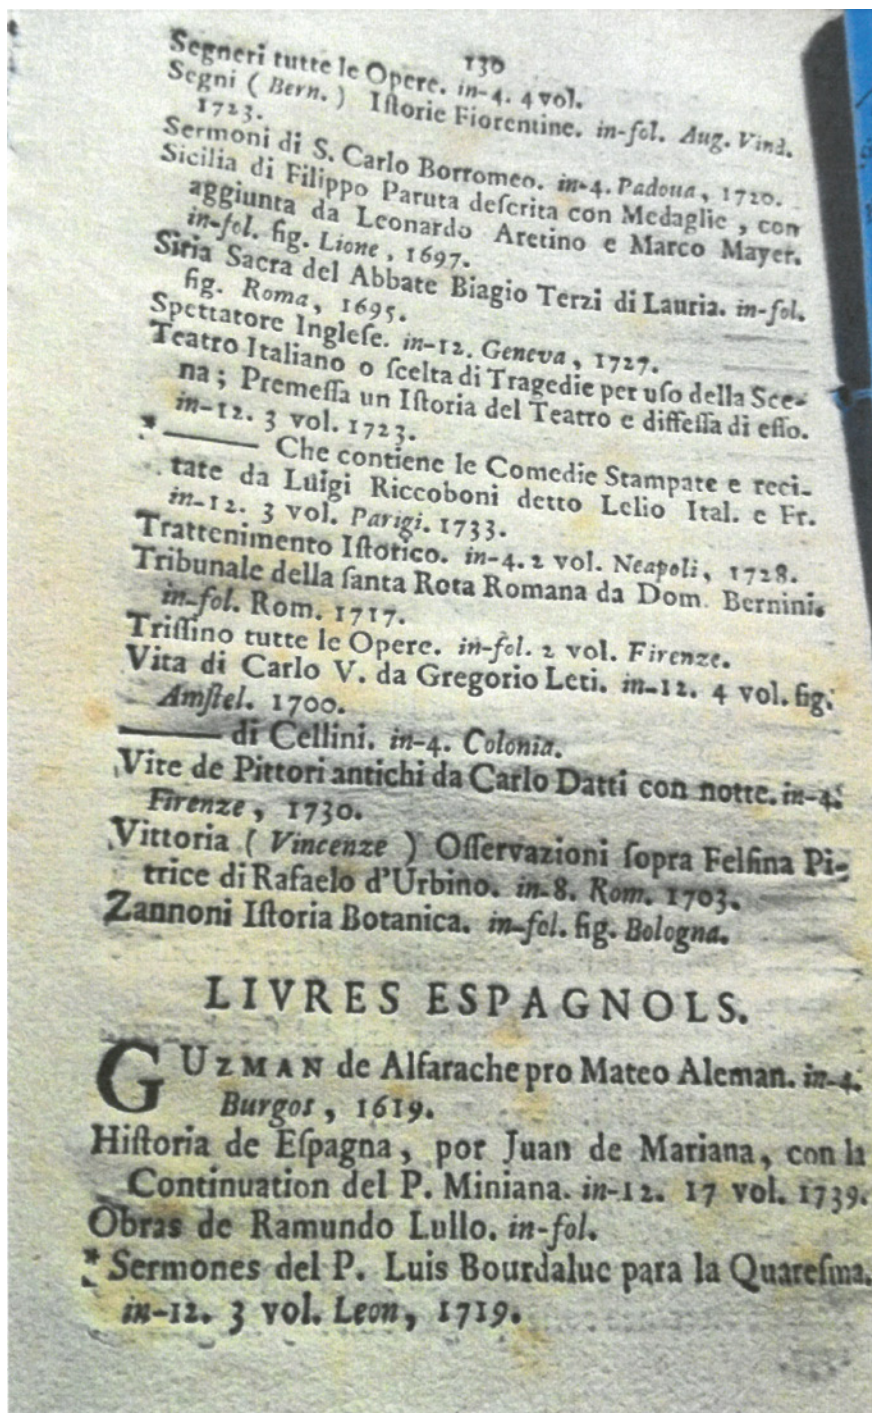 130
Segneri tutte le Opere. in-4. 4 vol.
Segni ( Bern. ) Iſtorie Fiorentine. in-fol. Aug. Vind.
1723.
Sermoni di S. Carlo Borromeo. in-4. Padoua, 1720.
Sicilia di Filippo Paruta deſcrita con Medaglie, con
aggiunta da Leonardo Aretino e Marco Mayer.
in-fol. fig. Lione, 1697.
Siria Sacra del Abbate Biagio Terzi di Lauria. in-fol.
fig. Roma, 1695.
Spettatore Ingleſe. in-12. Geneva, 1727.
Teatro Italiano o ſcelta di Tragedie per uſo della Sce-
na; Premeſſa un Iſtoria del Teatro e diffeſſa di eſſo.
in-12. 3 vol. 1723.
* ——— Che contiene le Comedie Stampate e reci-
tate da Luigi Riccoboni detto Lelio Ital. e Fr.
in-12. 3 vol. Parigi. 1733.
Trattenimento Iſtotico. in-4. 2 vol. Neapoli, 1728.
Tribunale della ſanta Rota Romana da Dom. Bernini.
in-fol. Rom. 1717.
Triſſino tutte le Opere. in-fol. 2 vol. Firenze.
Vita di Carlo V. da Gregorio Leti. in-12. 4 vol. fig.
Amſtel. 1700.
——— di Cellini. in-4. Colonia.
Vite de Pittori antichi da Carlo Datti con notte. in-4.
Firenze, 1730.
Vittoria ( Vincenze ) Oſſervazioni ſopra Felſina Pi-
trice di Rafaelo d'Urbino. in-8. Rom. 1703.
Zannoni Iſtoria Botanica. in-fol. fig. Bologna.
LIVRES ESPAGNOLS.
GUZMAN de Alfarache pro Mateo Aleman. in-4.
Burgos, 1619.
Hiſtoria de Eſpagna, por Juan de Mariana, con la
Continuation del P. Miniana. in-12. 17 vol. 1739.
Obras de Ramundo Lullo. in-fol.
* Sermones del P. Luis Bourdalue para la Quareſma.
in-12. 3 vol. Leon, 1719.